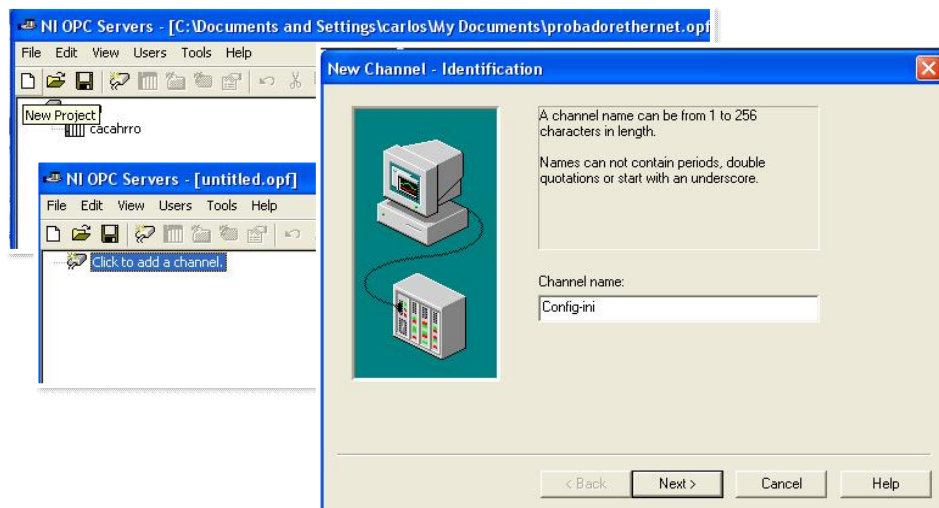 NI OPC Servers - [C:\Documents and Settings\carlos\My Documents\probadorethernet.opf
File Edit View Users Tools Help
New Project
cacahrro
NI OPC Servers - [untitled.opf]
File Edit View Users Tools Help
Click to add a channel.
New Channel - Identification
A channel name can be from 1 to 256
characters in length.
Names can not contain periods, double
quotations or start with an underscore.
Channel name:
Config-ini
< Back Next > Cancel Help